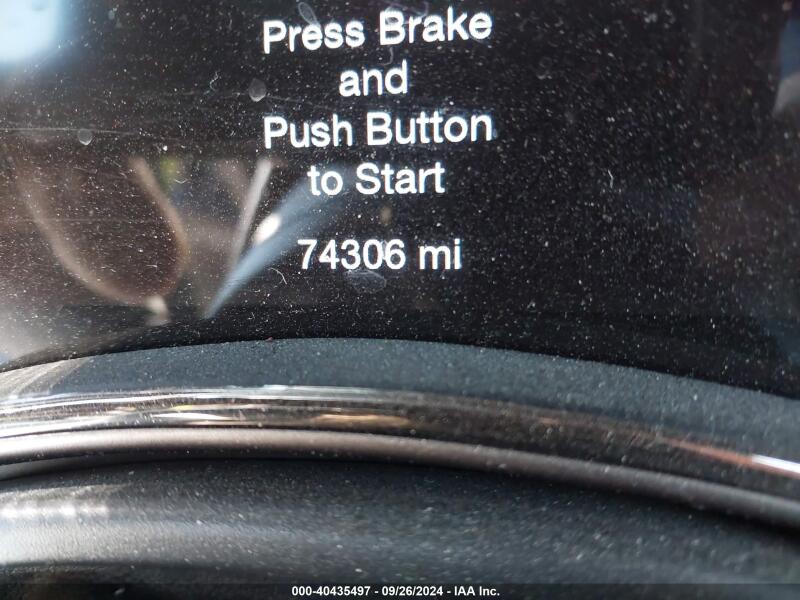 Press Brake
and
Push Button
to Start
74306 mi
000-40435497 - 09/26/2024 - IAA Inc.